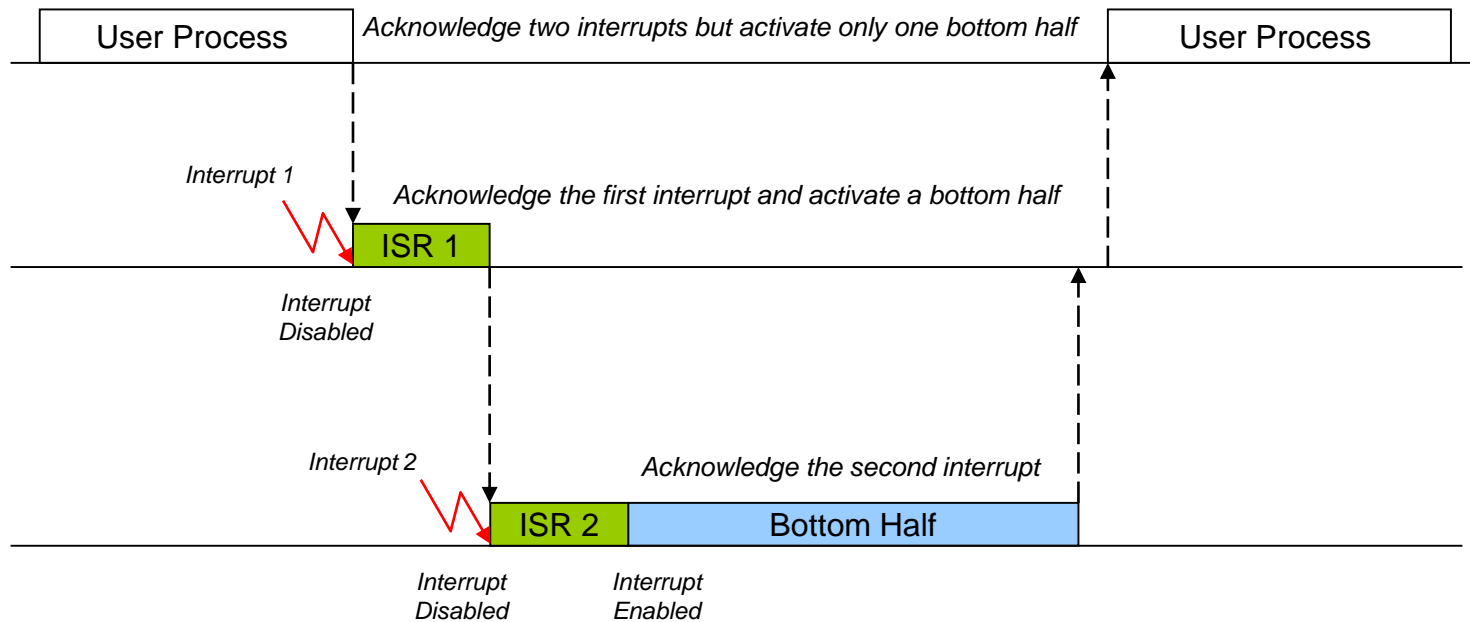 User Process
Acknowledge two interrupts but activate only one bottom half
User Process
Interrupt 1
Acknowledge the first interrupt and activate a bottom half
ISR 1
Interrupt
Disabled
Interrupt 2
Acknowledge the second interrupt
ISR 2
Bottom Half
Interrupt
Disabled
Interrupt
Enabled